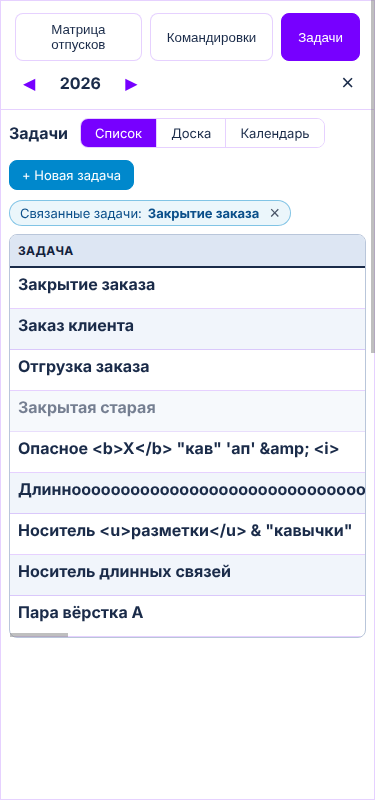 Матрица
отпусков
Командировки
Задачи
◀ 2026 ▶ ×
Задачи
Список
Доска
Календарь
+ Новая задача
Связанные задачи: Закрытие заказа ×
ЗАДАЧА
Закрытие заказа
Заказ клиента
Отгрузка заказа
Закрытая старая
Опасное <b>X</b> "кав" 'ап' &amp; <i>
Длиннооооооооооооооооооооооооооооо
Носитель <u>разметки</u> & "кавычки"
Носитель длинных связей
Пара вёрстка А